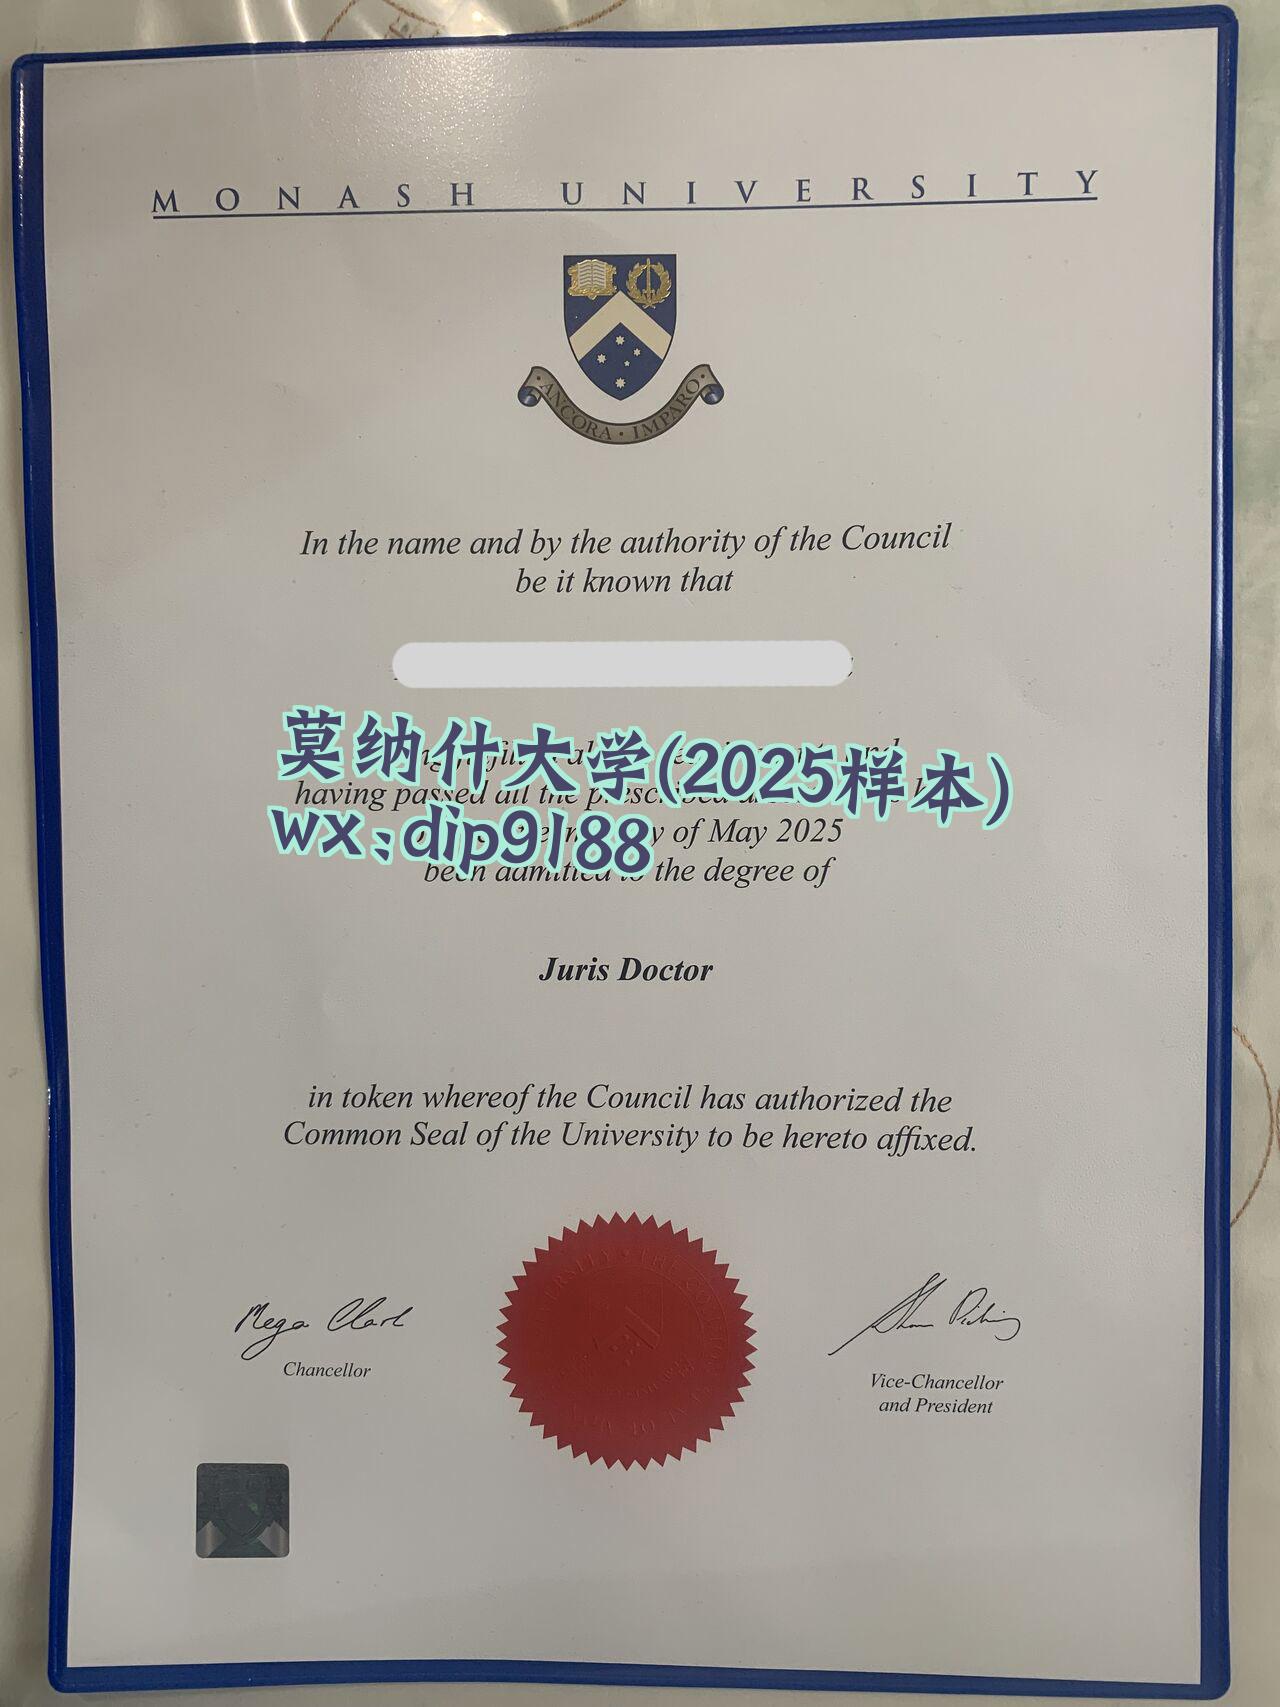 MONASH UNIVERSITY
ANCORA · IMPARO
In the name and by the authority of the Council
be it known that
莫纳什大学(2025样本)
having passed all the prescribed
wx:dip9188
of May 2025
been admitted to the degree of
Juris Doctor
in token whereof the Council has authorized the
Common Seal of the University to be hereto affixed.
Chancellor
Vice-Chancellor
and President